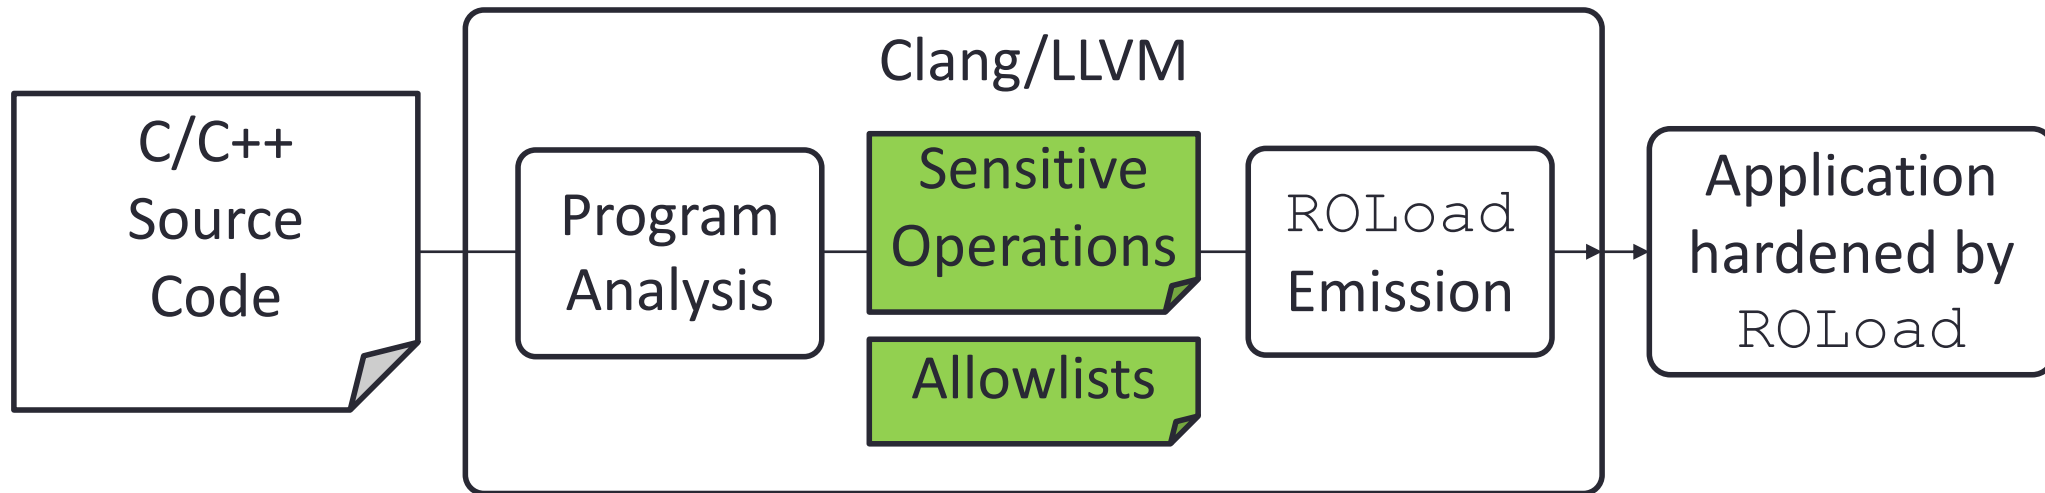 Clang/LLVM
C/C++
Source
Code
Program
Analysis
Sensitive
Operations
Allowlists
ROLoad
Emission
Application
hardened by
ROLoad